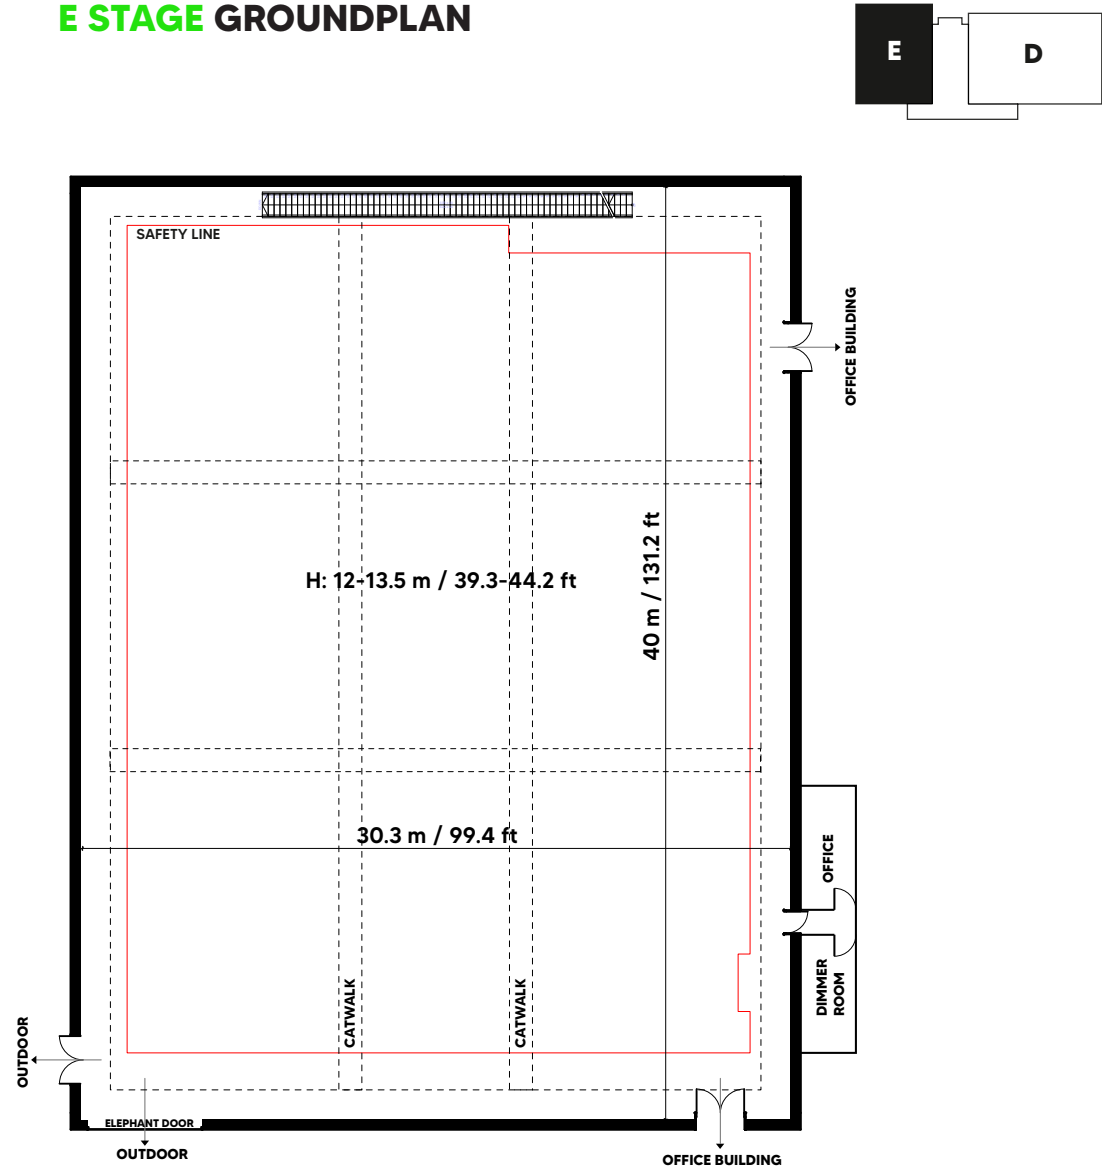 E STAGE GROUNDPLAN
E
D
SAFETY LINE
OFFICE BUILDING
H: 12-13.5 m / 39.3-44.2 ft
40 m / 131.2 ft
30.3 m / 99.4 ft
OFFICE
DIMMER
ROOM
CATWALK
CATWALK
OUTDOOR
ELEPHANT DOOR
OUTDOOR
OFFICE BUILDING